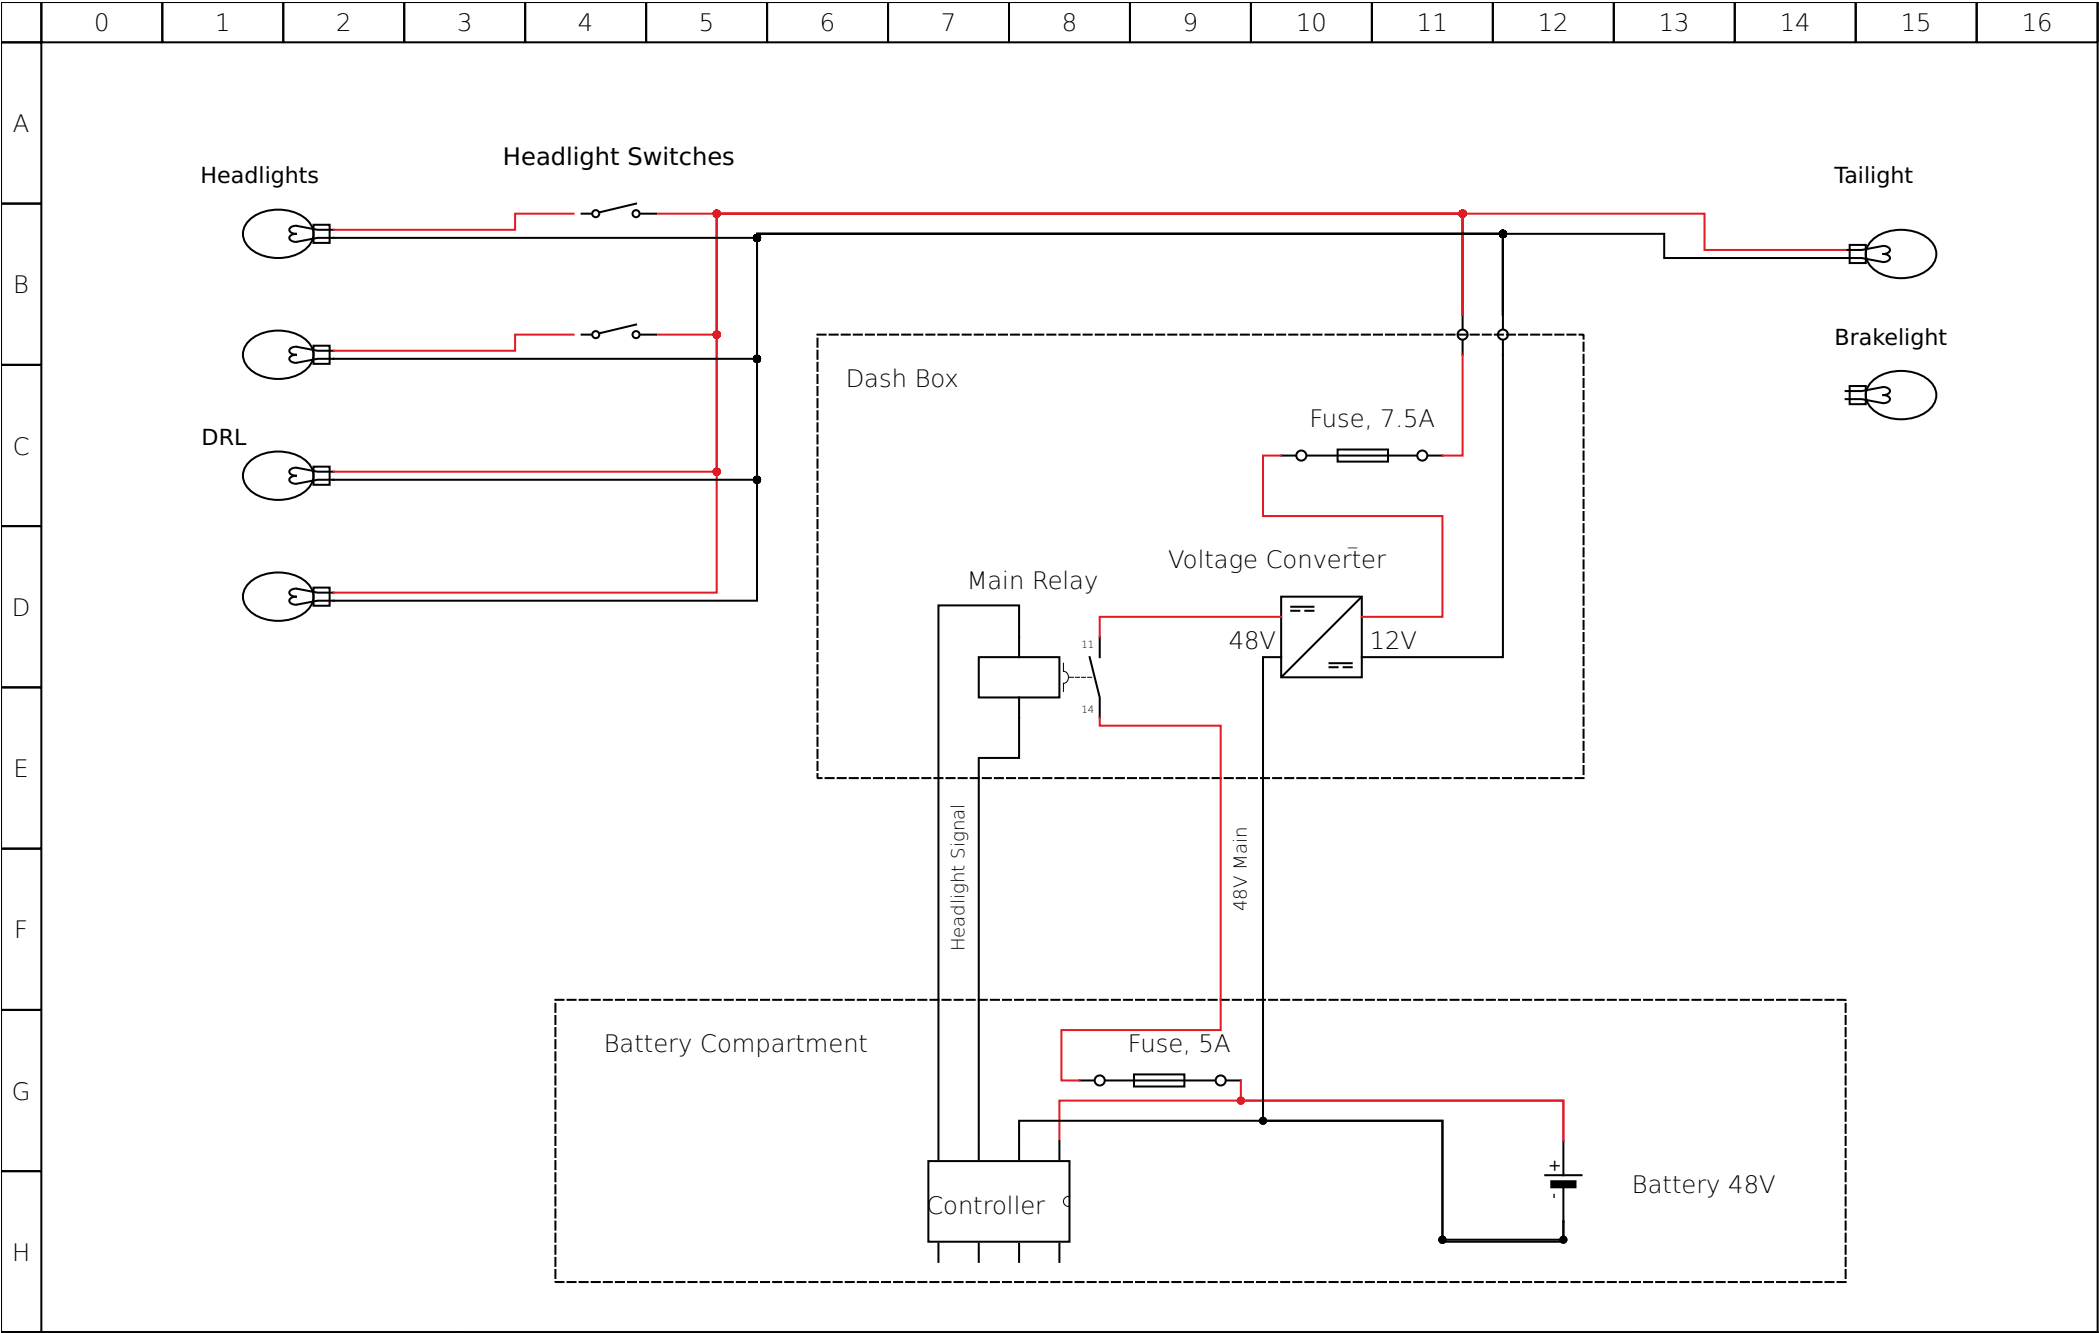 0 1 2 3 4 5 6 7 8 9 10 11 12 13 14 15 16
A
Headlight Switches
Headlights
Tailight
B
Brakelight
Dash Box
Fuse, 7.5A
C
DRL
Voltage Converter
Main Relay
D
48V
12V
11
14
E
Headlight Signal
48V Main
F
Battery Compartment
Fuse, 5A
G
+
-
Battery 48V
Controller
H